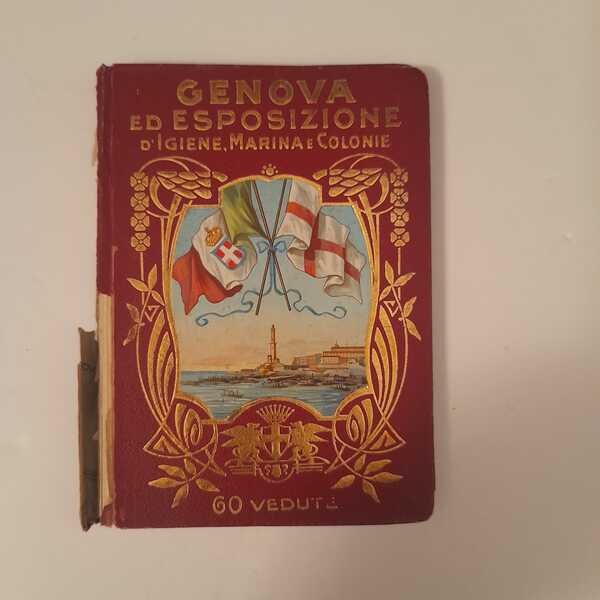 GENOVA
ED ESPOSIZIONE
D'IGIENE, MARINA E COLONIE
60 VEDUTE